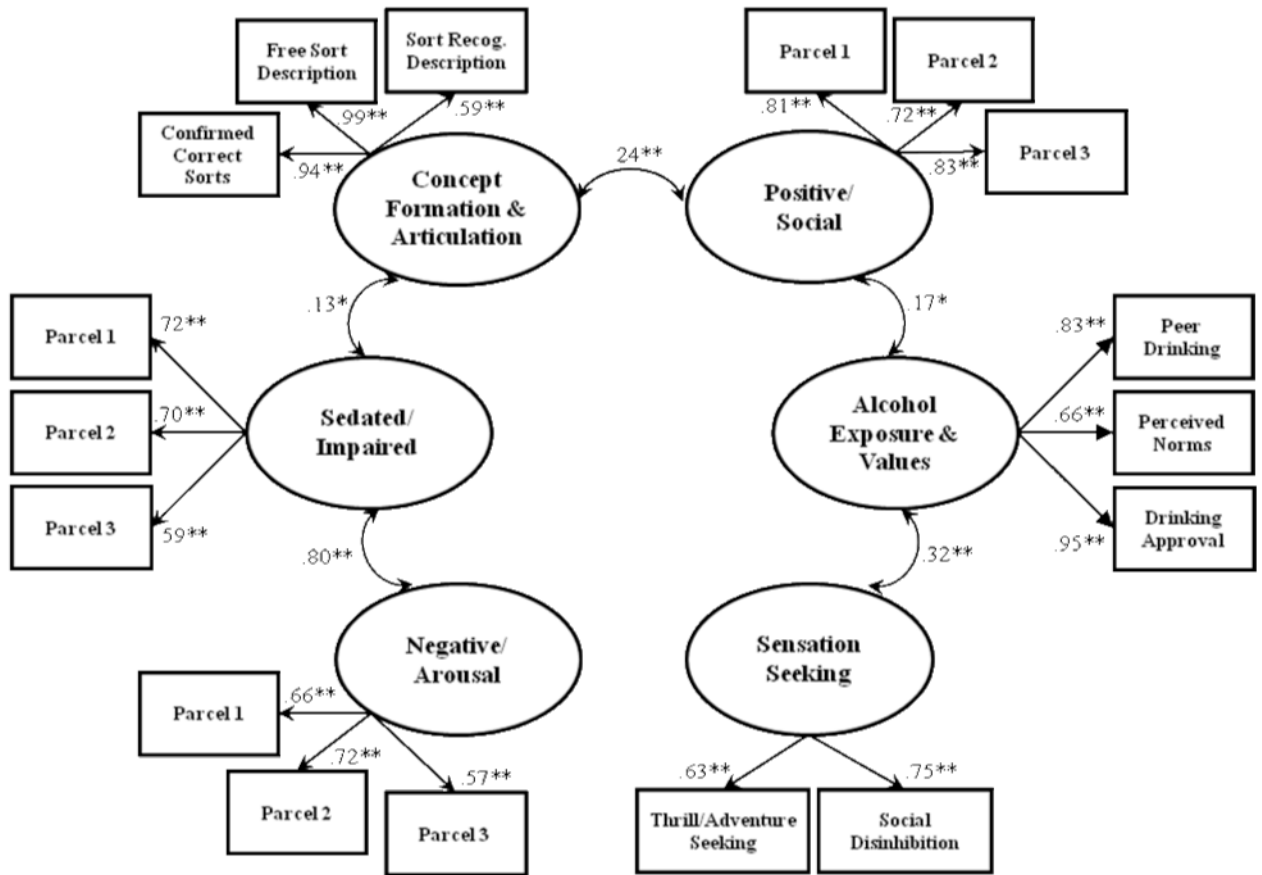 Free Sort
Description
Sort Recog.
Description
Confirmed
Correct
Sorts
.99**
.59**
.94**
Concept
Formation &
Articulation
24**
Parcel 1
Parcel 2
Parcel 3
.81**
.72**
.83**
Positive/
Social
.13*
.17*
Parcel 1
Parcel 2
Parcel 3
72**
.70**
59**
Sedated/
Impaired
Alcohol
Exposure &
Values
.83**
.66**
.95**
Peer
Drinking
Perceived
Norms
Drinking
Approval
.80**
.32**
Negative/
Arousal
.66**
.72**
.57**
Parcel 1
Parcel 2
Parcel 3
Sensation
Seeking
.63**
.75**
Thrill/Adventure
Seeking
Social
Disinhibition